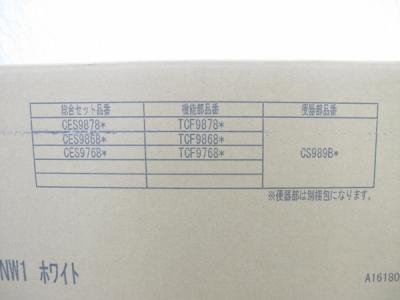 総合セット品番 機能部品番 便器部品番
CES9878* TCF9878*
CES9868* TCF9868*
CES9768* TCF9768* CS989B*
※便器部は別梱包になります。
NW1 ホワイト
A16180